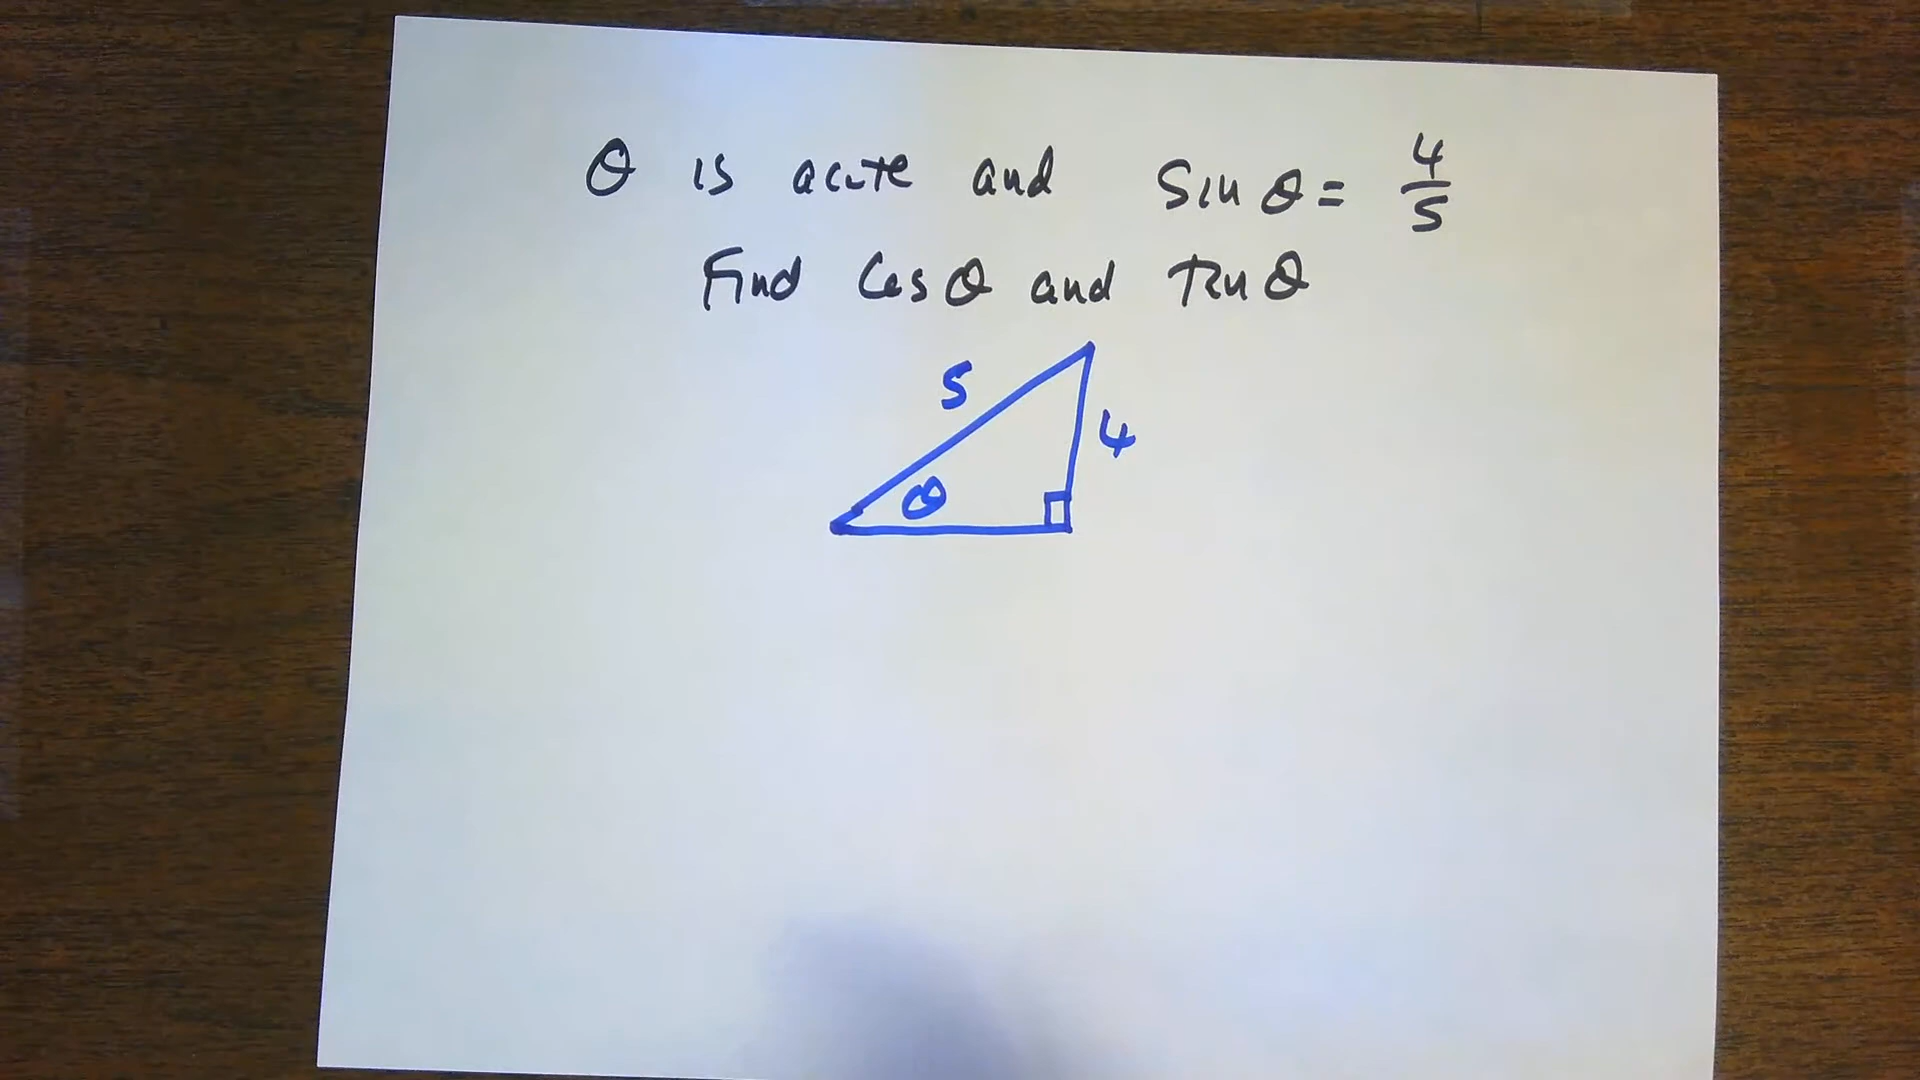 θ is acute and sin θ = 4/5
Find cos θ and tan θ
5
4
θ